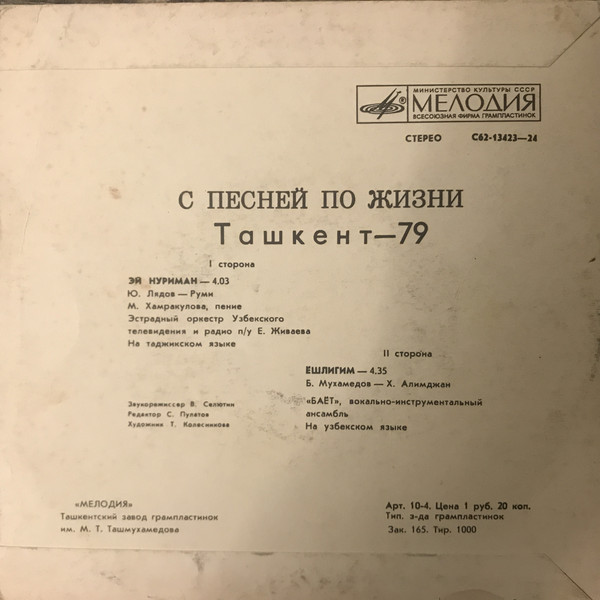 МИНИСТЕРСТВО КУЛЬТУРЫ СССР
МЕЛОДИЯ
ВСЕСОЮЗНАЯ ФИРМА ГРАМПЛАСТИНОК
СТЕРЕО С62-13423—24
С ПЕСНЕЙ ПО ЖИЗНИ
Ташкент—79
I сторона
ЭЙ НУРИМАН — 4.03
Ю. Лядов — Руми
М. Хамракулова, пение
Эстрадный оркестр Узбекского
телевидения и радио п/у Е. Живаева
На таджикском языке
II сторона
ЕШЛИГИМ — 4.35
Б. Мухамедов — Х. Алимджан
«БАЁТ», вокально-инструментальный
ансамбль
На узбекском языке
Звукорежиссер В. Селютин
Редактор С. Пулятов
Художник Т. Колесникова
«МЕЛОДИЯ»
Ташкентский завод грампластинок
им. М. Т. Ташмухамедова
Арт. 10-4. Цена 1 руб. 20 коп.
Тип. з-да грампластинок
Зак. 165. Тир. 1000